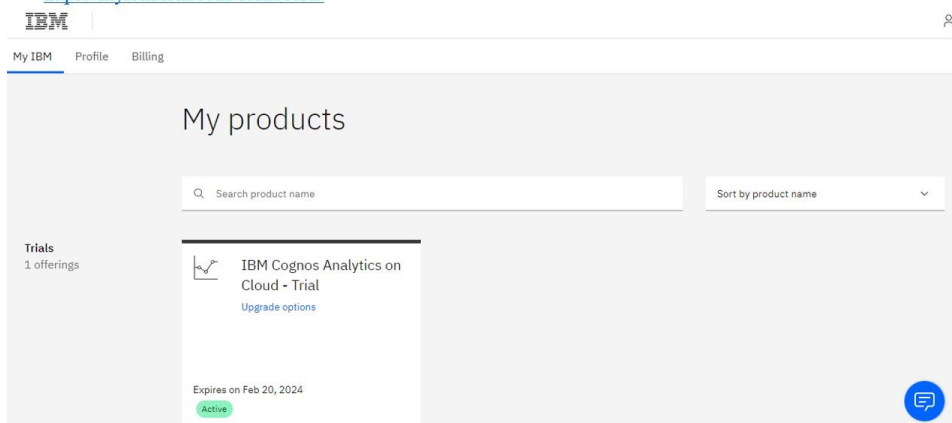 IBM
My IBM Profile Billing
My products
Search product name
Sort by product name
Trials
1 offerings
IBM Cognos Analytics on
Cloud - Trial
Upgrade options
Expires on Feb 20, 2024
Active